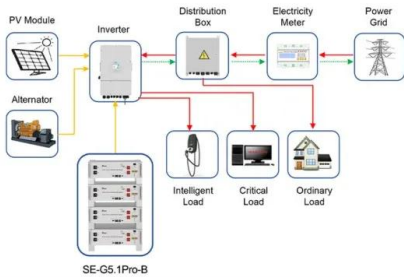 PV Module
Inverter
Distribution
Box
Electricity
Meter
Power
Grid
Alternator
Intelligent
Load
Critical
Load
Ordinary
Load
SE-G5.1Pro-B